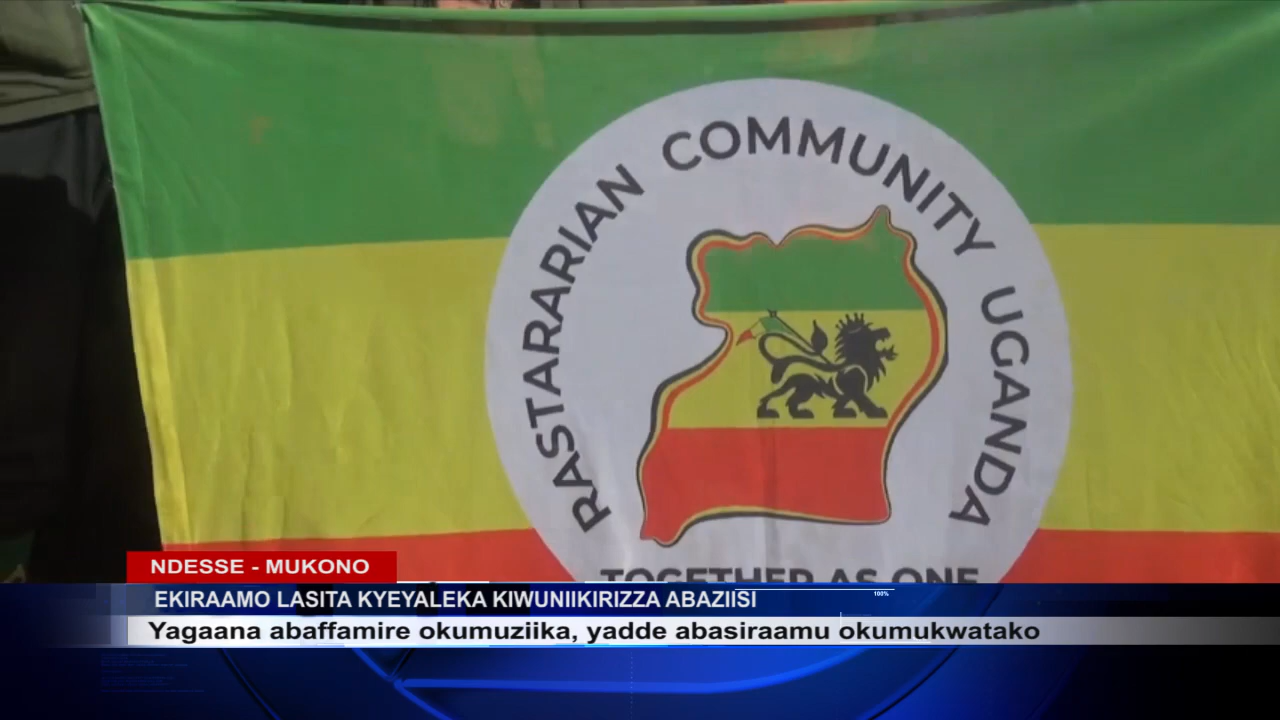 RASTARARIAN COMMUNITY UGANDA
TOGETHER AS ONE
NDESSE - MUKONO
EKIRAAMO LASITA KYEYALEKA KIWUNIIKIRIZZA ABAZIISI
100%
Yagaana abaffamire okumuziika, yadde abasiraamu okumukwatako